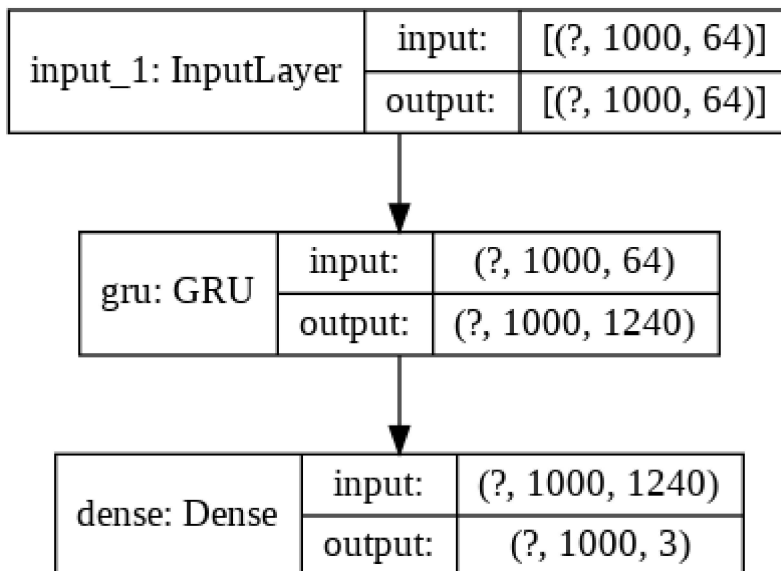 input_1: InputLayer
input: [(?, 1000, 64)]
output: [(?, 1000, 64)]
gru: GRU
input: (?, 1000, 64)
output: (?, 1000, 1240)
dense: Dense
input: (?, 1000, 1240)
output: (?, 1000, 3)